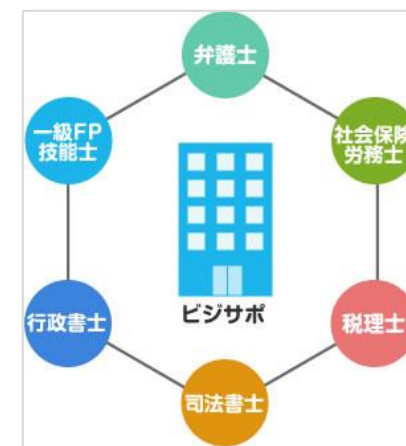 弁護士
一級FP
技能士
社会保険
労務士
ビジサポ
行政書士
税理士
司法書士